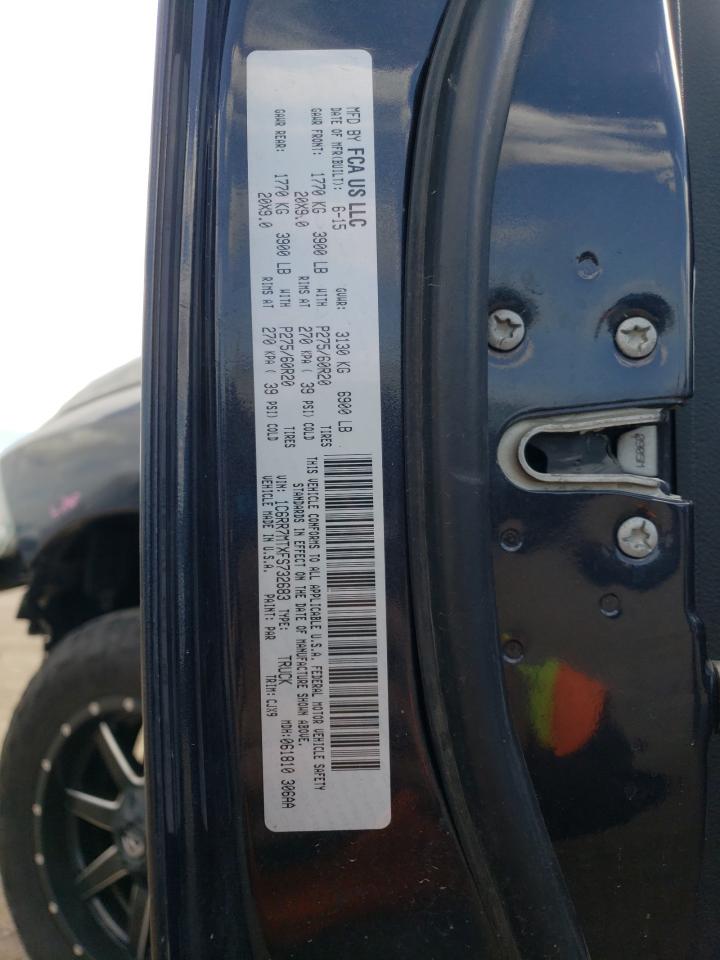 MFD BY FCA US LLC
DATE OF MFR(BUILT): 6-15 GVWR: 3130 KG 6900 LB
GAWR FRONT: 1770 KG 3900 LB WITH P275/60R20 TIRES
20X9.0 RIMS AT 270 KPA ( 39 PSI) COLD
GAWR REAR: 1770 KG 3900 LB WITH P275/60R20 TIRES
20X9.0 RIMS AT 270 KPA ( 39 PSI) COLD
THIS VEHICLE CONFORMS TO ALL APPLICABLE U.S.A. FEDERAL MOTOR VEHICLE SAFETY
STANDARDS IN EFFECT ON THE DATE OF MANUFACTURE SHOWN ABOVE.
VIN: 1C6RR7MTXFS732683 TYPE: TRUCK MDH:061810 306AA
VEHICLE MADE IN U.S.A. PAINT: PAR TRIM: CJX9